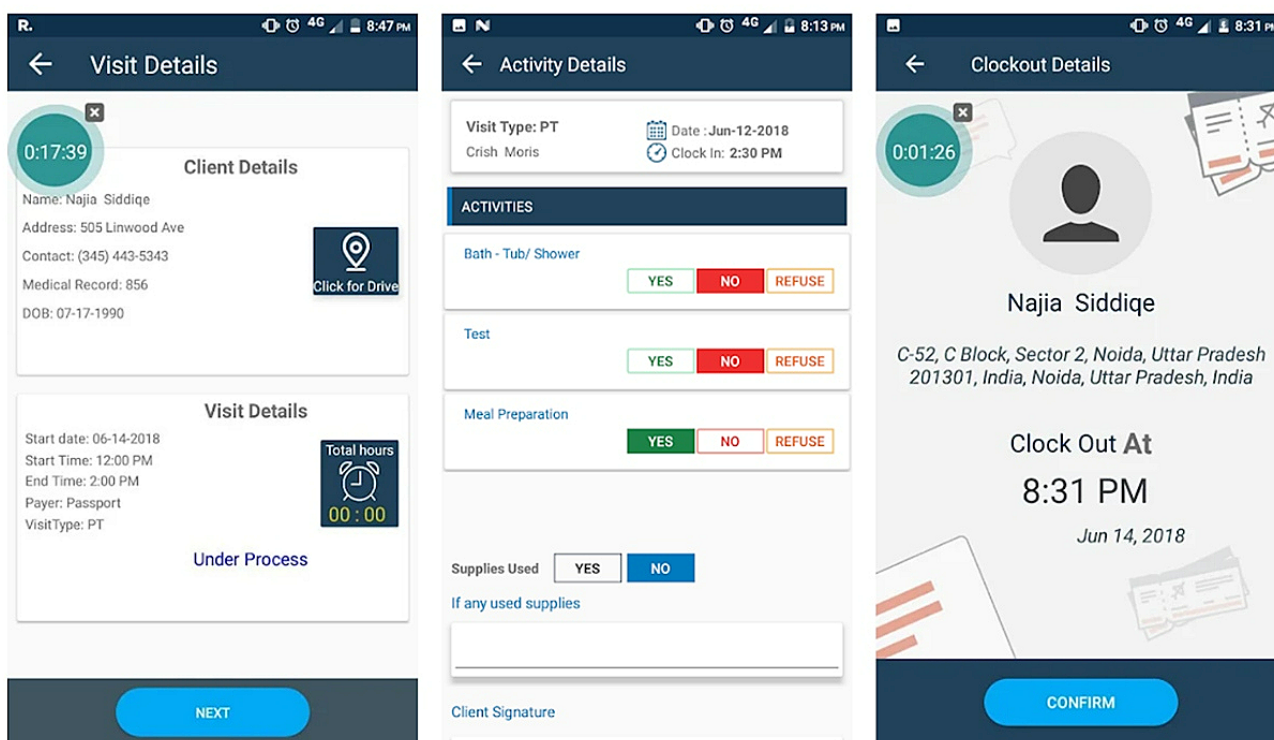 R.
4G
8:47 PM
Visit Details
0:17:39
Client Details
Name: Najia Siddiqe
Address: 505 Linwood Ave
Contact: (345) 443-5343
Medical Record: 856
DOB: 07-17-1990
Click for Drive
Visit Details
Start date: 06-14-2018
Start Time: 12:00 PM
End Time: 2:00 PM
Payer: Passport
VisitType: PT
Total hours
00:00
Under Process
NEXT
N
4G
8:13 PM
Activity Details
Visit Type: PT
Crish Moris
Date :Jun-12-2018
Clock In: 2:30 PM
ACTIVITIES
Bath - Tub/ Shower
YES NO REFUSE
Test
YES NO REFUSE
Meal Preparation
YES NO REFUSE
Supplies Used YES NO
If any used supplies
Client Signature
4G
8:31 PM
Clockout Details
0:01:26
Najia Siddiqe
C-52, C Block, Sector 2, Noida, Uttar Pradesh
201301, India, Noida, Uttar Pradesh, India
Clock Out At
8:31 PM
Jun 14, 2018
CONFIRM